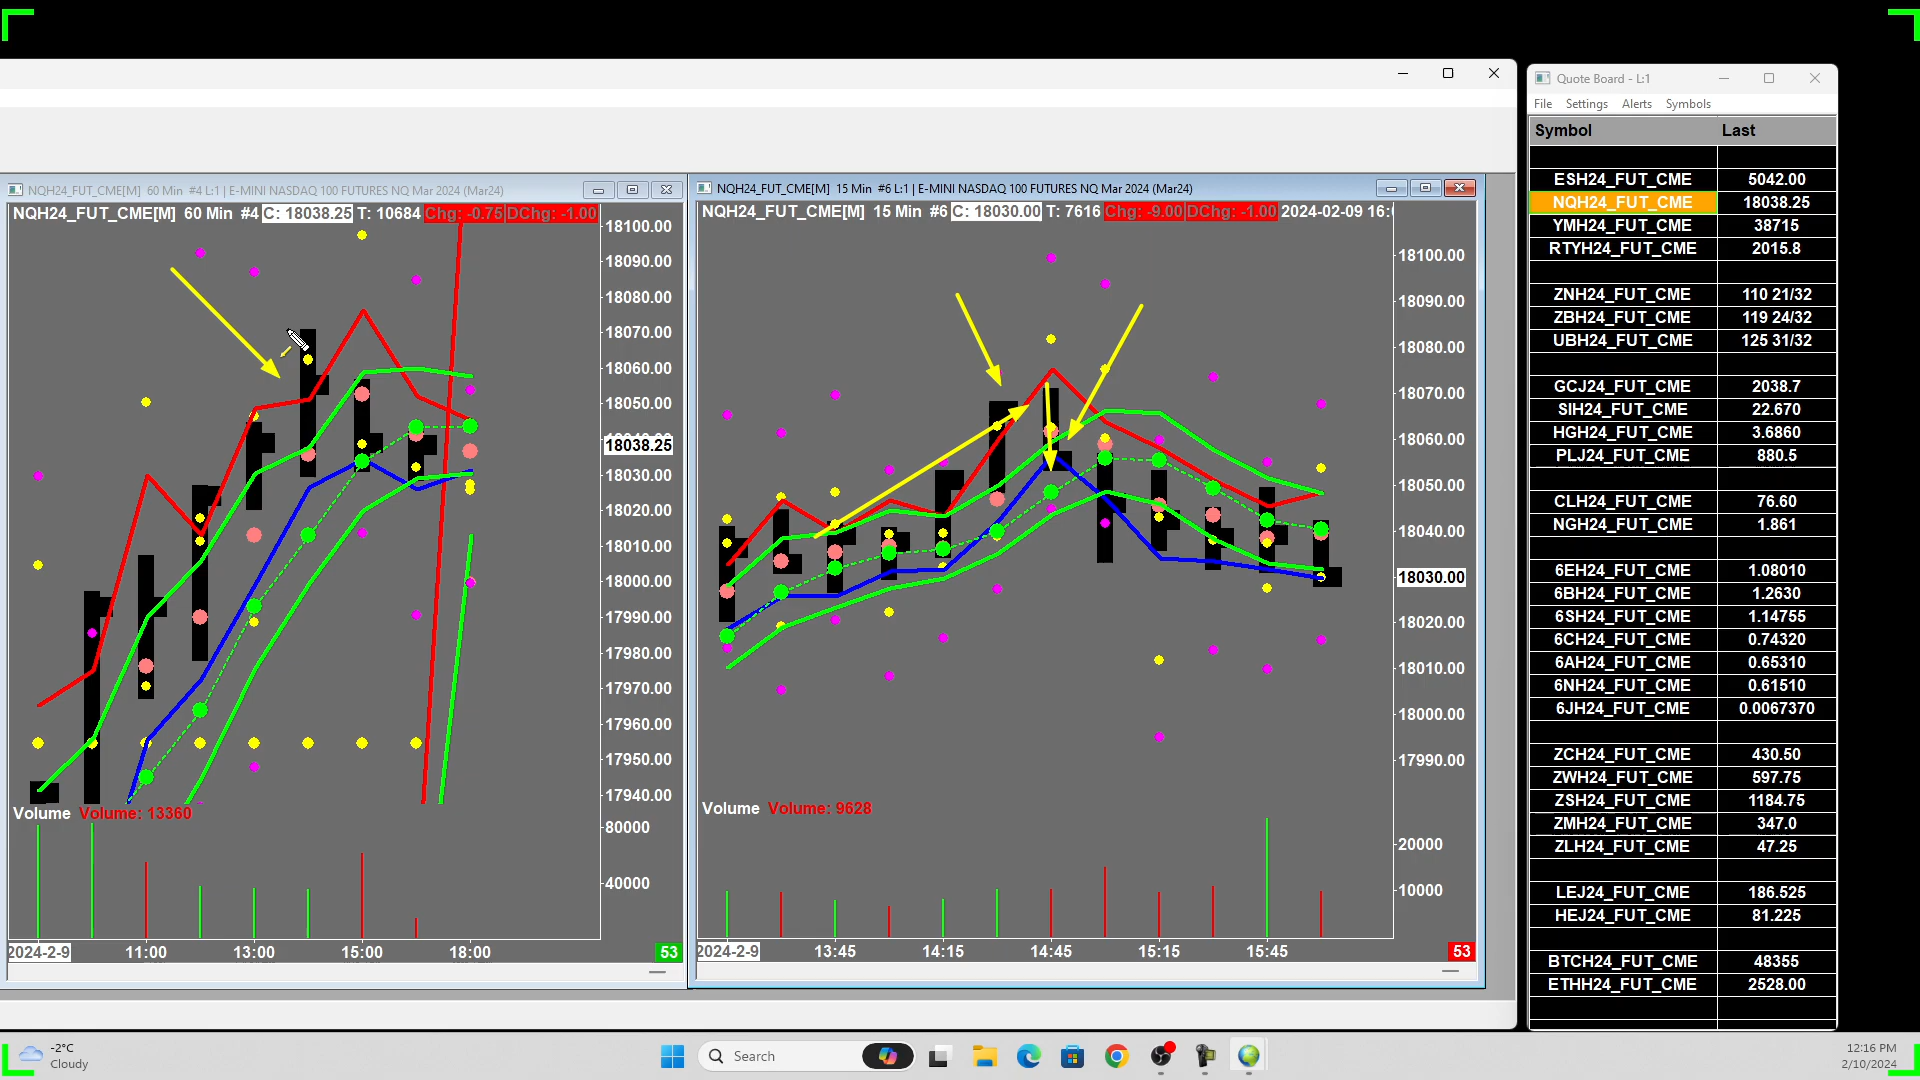 Quote Board - L:1
File Settings Alerts Symbols
Symbol Last
ESH24_FUT_CME 5042.00
NQH24_FUT_CME 18038.25
YMH24_FUT_CME 38715
RTYH24_FUT_CME 2015.8
ZNH24_FUT_CME 110 21/32
ZBH24_FUT_CME 119 24/32
UBH24_FUT_CME 125 31/32
GCJ24_FUT_CME 2038.7
SIH24_FUT_CME 22.670
HGH24_FUT_CME 3.6860
PLJ24_FUT_CME 880.5
CLH24_FUT_CME 76.60
NGH24_FUT_CME 1.861
6EH24_FUT_CME 1.08010
6BH24_FUT_CME 1.2630
6SH24_FUT_CME 1.14755
6CH24_FUT_CME 0.74320
6AH24_FUT_CME 0.65310
6NH24_FUT_CME 0.61510
6JH24_FUT_CME 0.0067370
ZCH24_FUT_CME 430.50
ZWH24_FUT_CME 597.75
ZSH24_FUT_CME 1184.75
ZMH24_FUT_CME 347.0
ZLH24_FUT_CME 47.25
LEJ24_FUT_CME 186.525
HEJ24_FUT_CME 81.225
BTCH24_FUT_CME 48355
ETHH24_FUT_CME 2528.00
NQH24_FUT_CME[M] 60 Min #4 L:1 | E-MINI NASDAQ 100 FUTURES NQ Mar 2024 (Mar24)
NQH24_FUT_CME[M] 60 Min #4 C: 18038.25 T: 10684 Chg: -0.75 DChg: -1.00
18100.00
18090.00
18080.00
18070.00
18060.00
18050.00
18038.25
18030.00
18020.00
18010.00
18000.00
17990.00
17980.00
17970.00
17960.00
17950.00
17940.00
Volume Volume: 13360
80000
40000
2024-2-9 11:00 13:00 15:00 18:00 53
NQH24_FUT_CME[M] 15 Min #6 L:1 | E-MINI NASDAQ 100 FUTURES NQ Mar 2024 (Mar24)
NQH24_FUT_CME[M] 15 Min #6 C: 18030.00 T: 7616 Chg: -9.00 DChg: -1.00 2024-02-09 16:
18100.00
18090.00
18080.00
18070.00
18060.00
18050.00
18040.00
18030.00
18020.00
18010.00
18000.00
17990.00
Volume Volume: 9628
20000
10000
2024-2-9 13:45 14:15 14:45 15:15 15:45 53
-2°C
Cloudy
Search
12:16 PM
2/10/2024